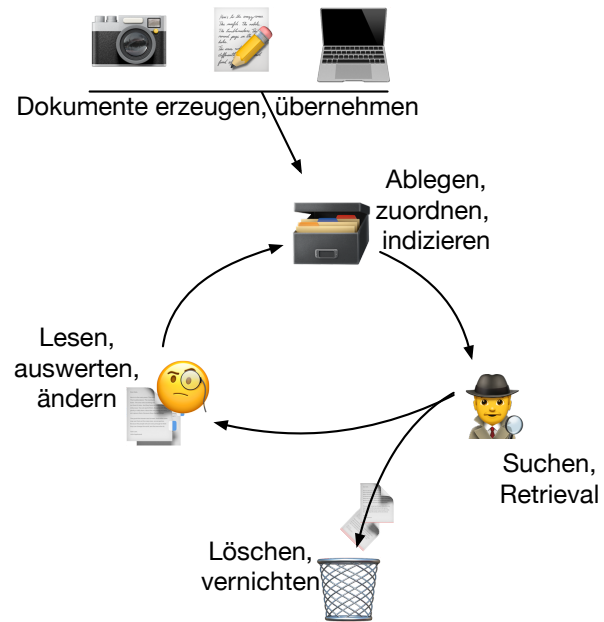 Dokumente erzeugen, übernehmen
Ablegen,
zuordnen,
indizieren
Lesen,
auswerten,
ändern
Suchen,
Retrieval
Löschen,
vernichten